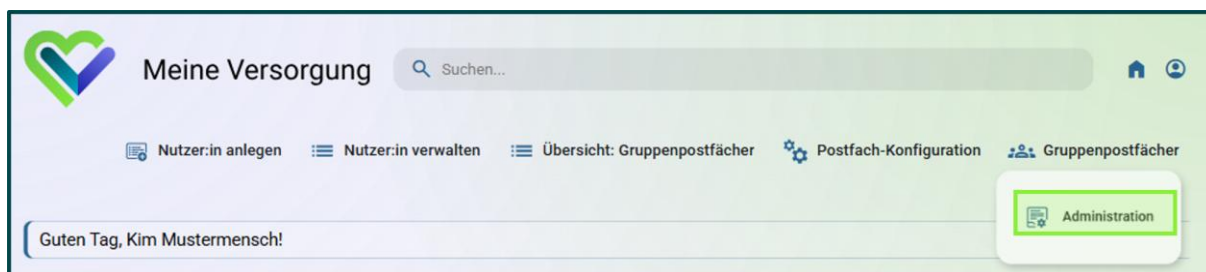 Meine Versorgung
Suchen...
Nutzer:in anlegen
Nutzer:in verwalten
Übersicht: Gruppenpostfächer
Postfach-Konfiguration
Gruppenpostfächer
Administration
Guten Tag, Kim Mustermensch!